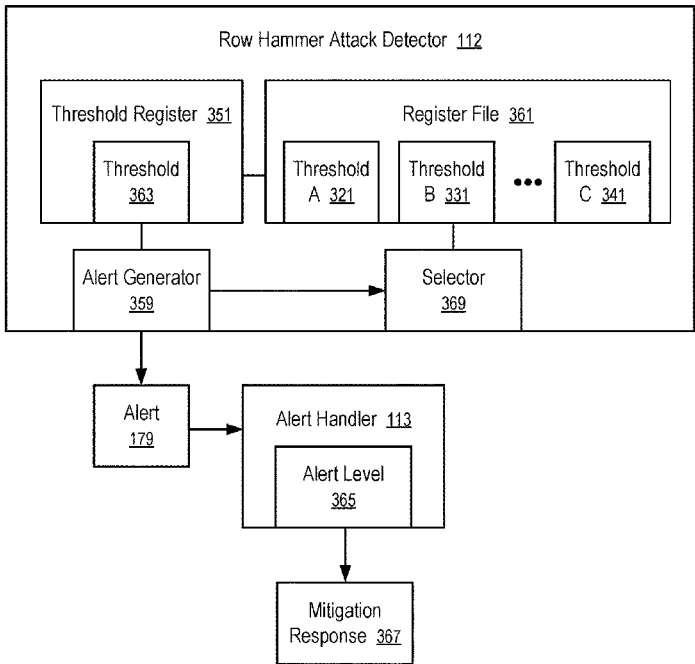 Row Hammer Attack Detector 112
Threshold Register 351
Threshold
363
Register File 361
Threshold
A 321
Threshold
B 331
•••
Threshold
C 341
Alert Generator
359
Selector
369
Alert
179
Alert Handler 113
Alert Level
365
Mitigation
Response 367